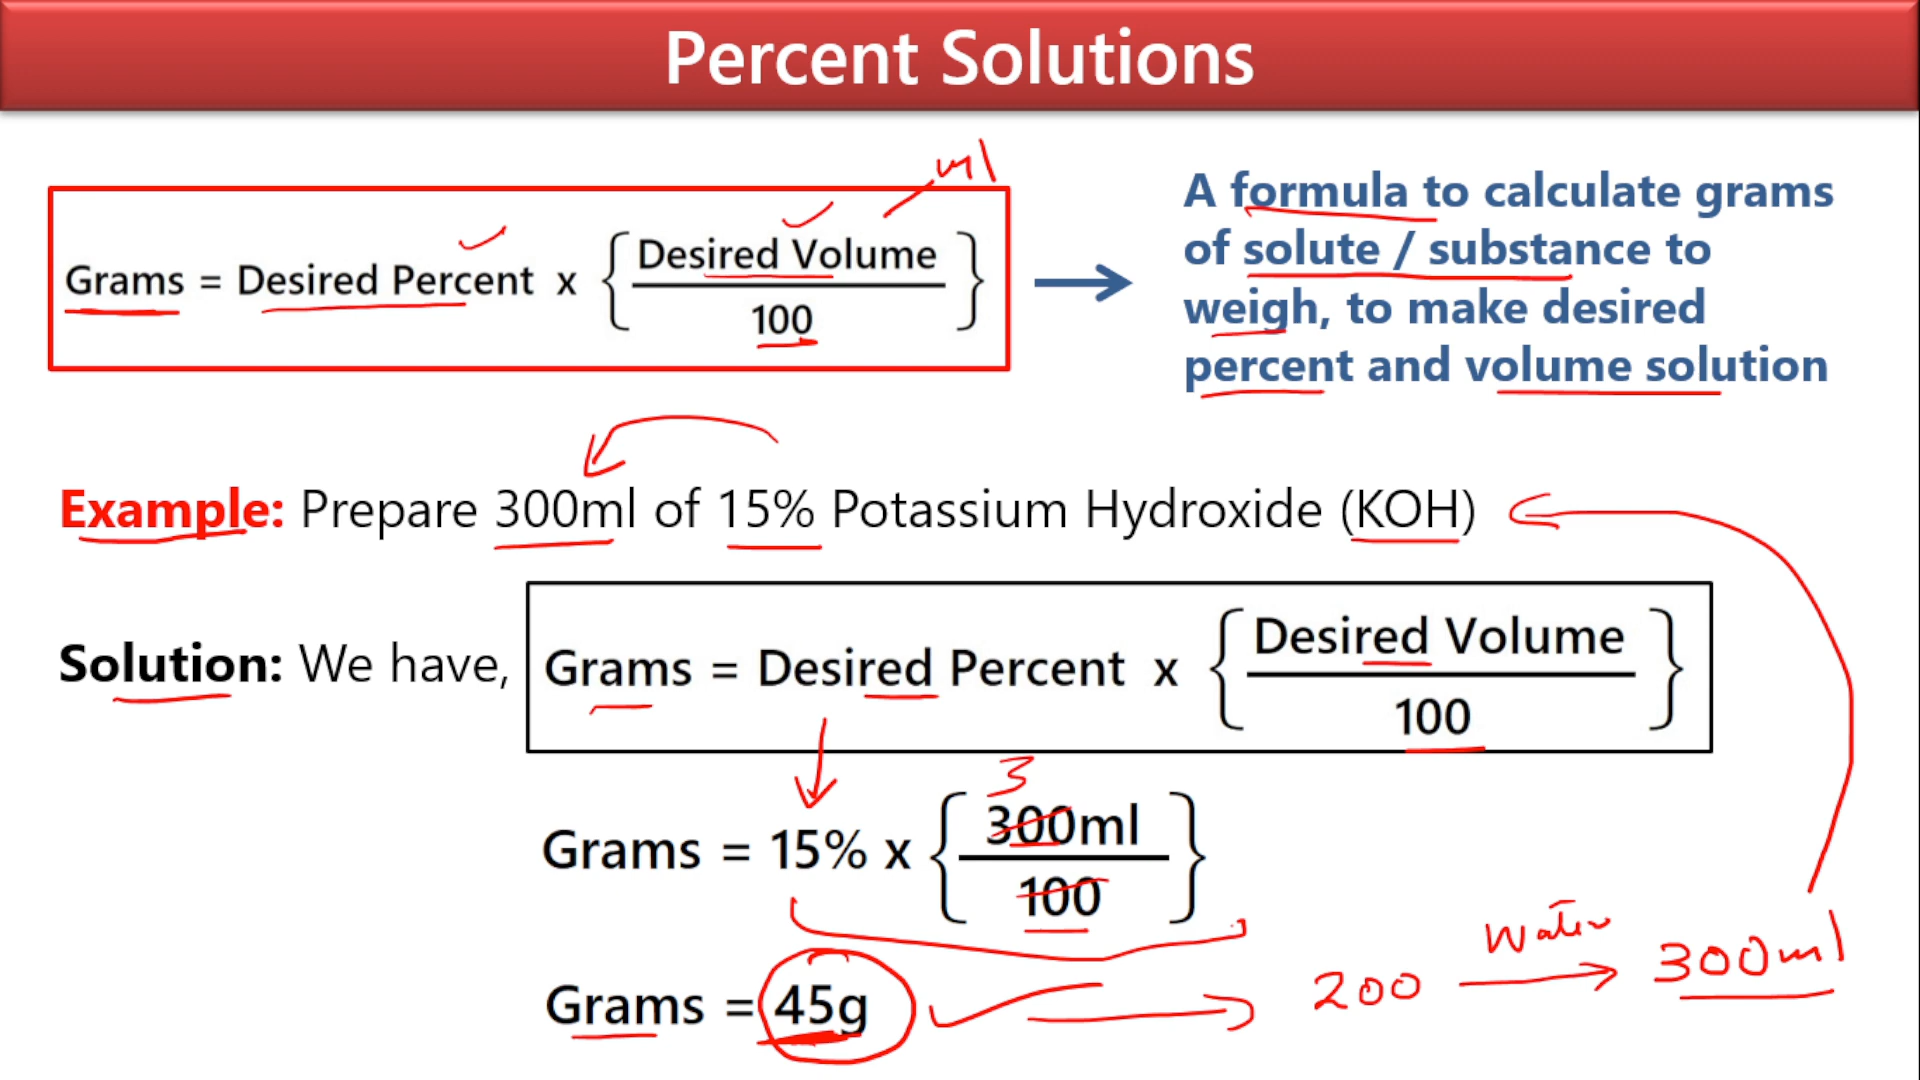 Percent Solutions
ml
Grams = Desired Percent x { Desired Volume / 100 }
A formula to calculate grams
of solute / substance to
weigh, to make desired
percent and volume solution
Example: Prepare 300ml of 15% Potassium Hydroxide (KOH)
Solution: We have,
Grams = Desired Percent x { Desired Volume / 100 }
3
Grams = 15% x { 300ml / 100 }
Grams = 45g
200
Water
300ml